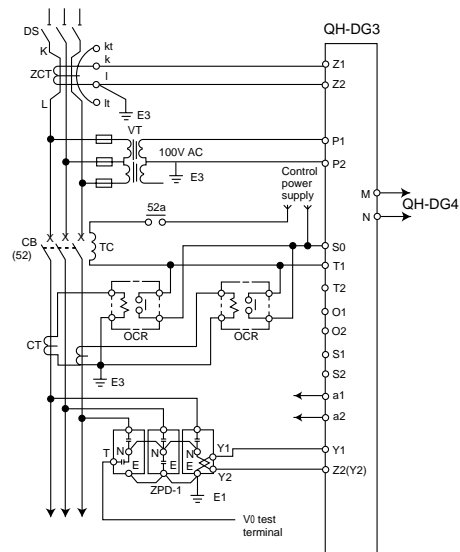 DS
K
ZCT
L
kt
k
l
lt
E3
VT
100V AC
E3
QH-DG3
Z1
Z2
P1
P2
Control
power
supply
M
N
QH-DG4
52a
TC
CB
(52)
S0
T1
T2
O1
O2
S1
S2
a1
a2
Y1
Z2(Y2)
OCR
OCR
CT
E3
T
N
N
N
E
E
E
Y1
Y2
ZPD-1
E1
V0 test
terminal